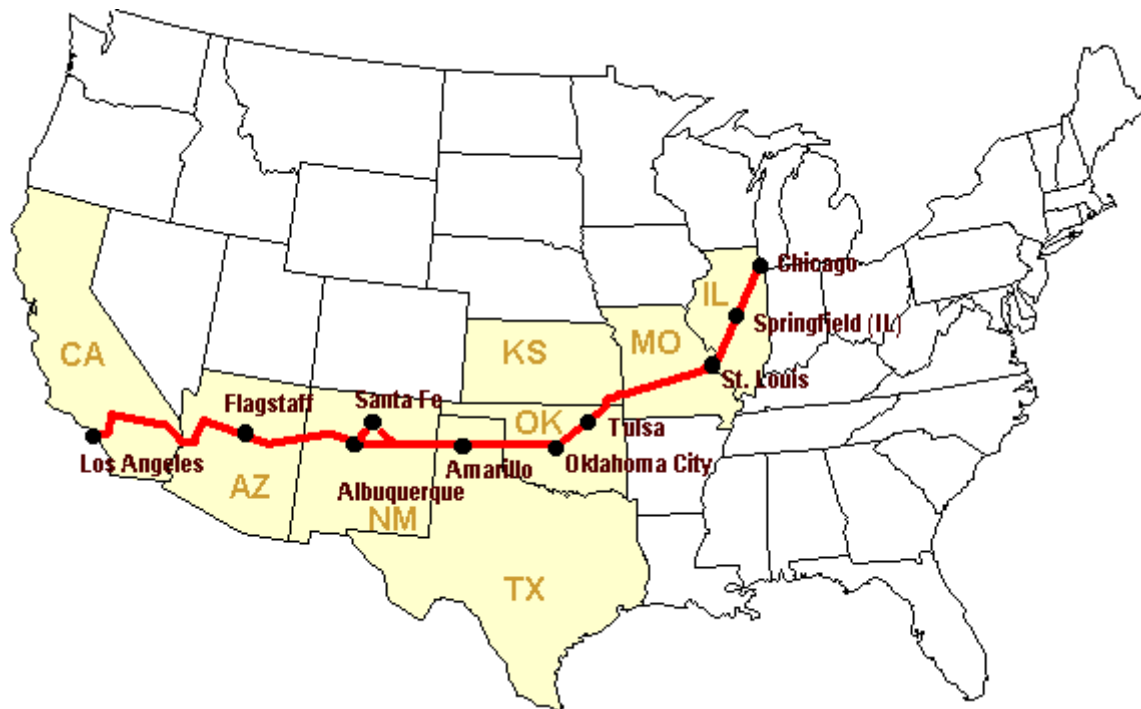 Chicago
IL
Springfield (IL)
KS
MO
CA
St. Louis
Santa Fe
Flagstaff
OK
Tulsa
Los Angeles
Amarillo
Oklahoma City
AZ
Albuquerque
NM
TX